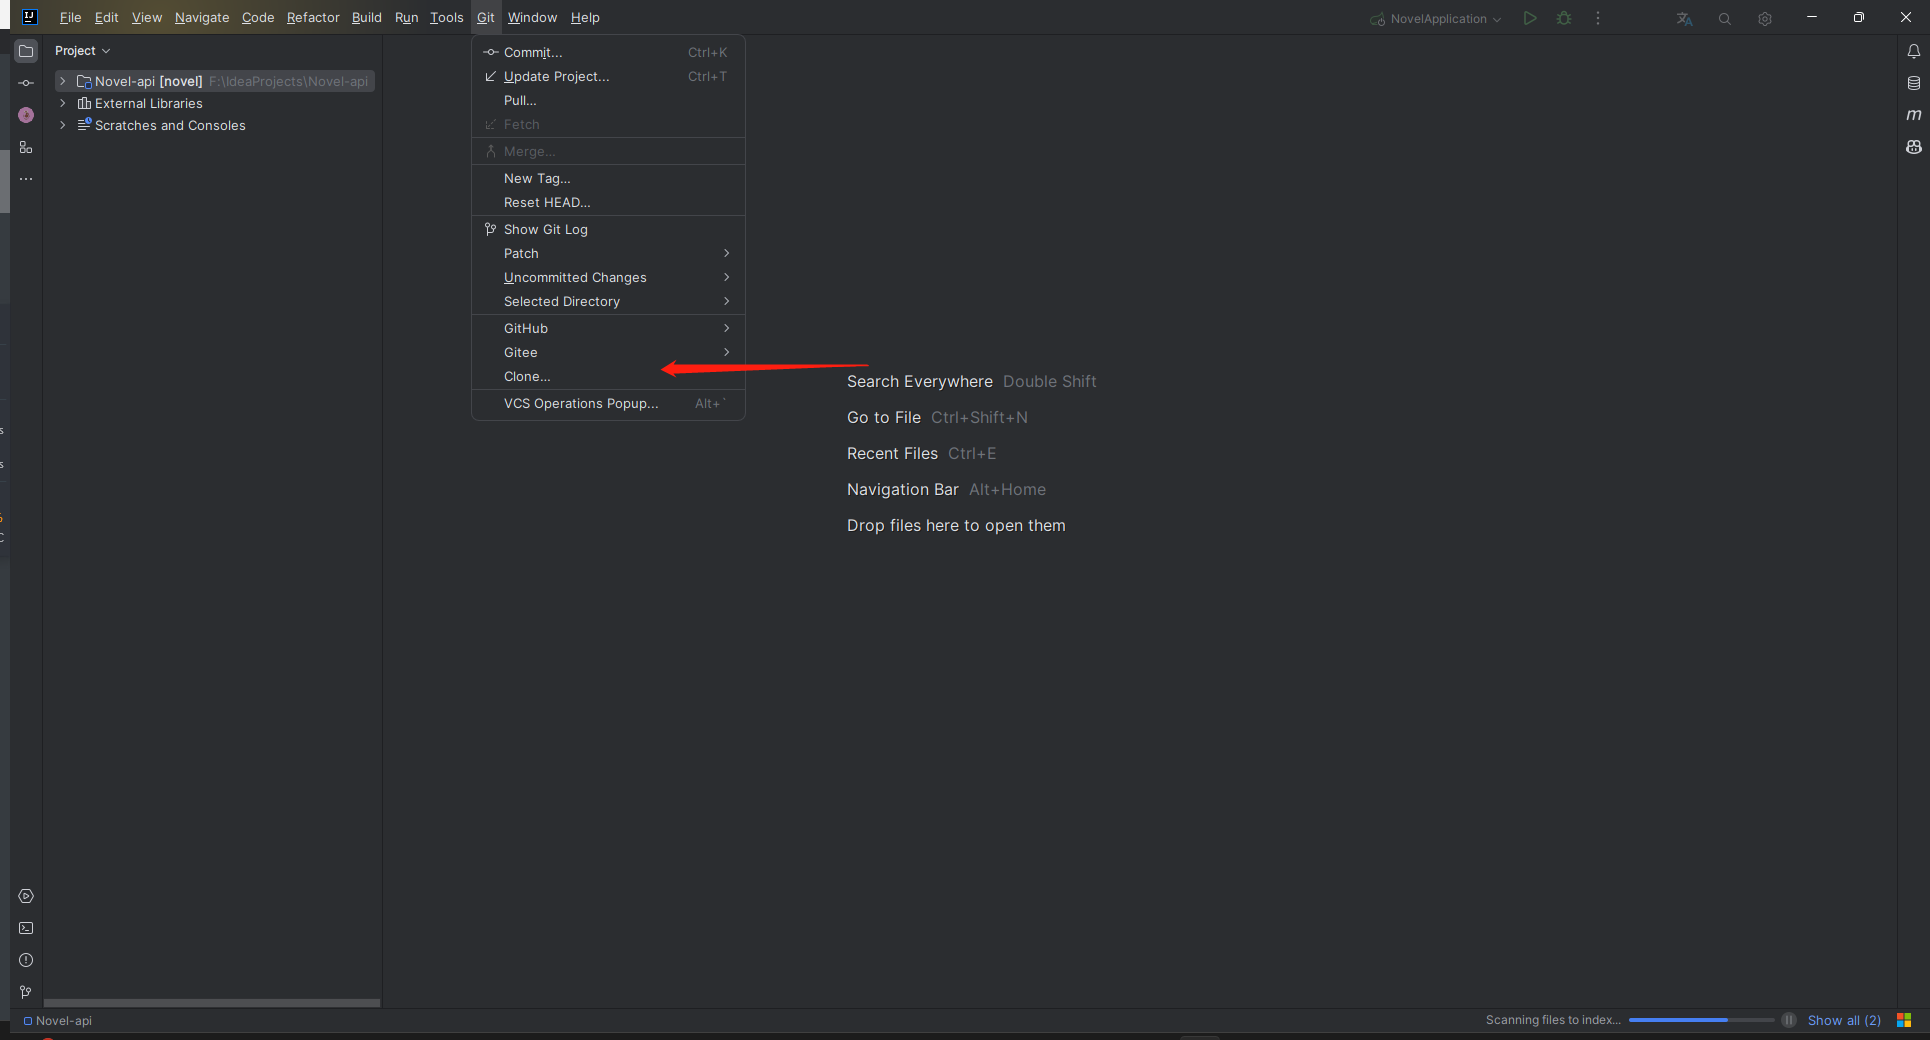 IJ
File Edit View Navigate Code Refactor Build Run Tools Git Window Help
NovelApplication
Project
Novel-api [novel] F:\IdeaProjects\Novel-api
External Libraries
Scratches and Consoles
Commit... Ctrl+K
Update Project... Ctrl+T
Pull...
Fetch
Merge...
New Tag...
Reset HEAD...
Show Git Log
Patch
Uncommitted Changes
Selected Directory
GitHub
Gitee
Clone...
VCS Operations Popup... Alt+`
Search Everywhere Double Shift
Go to File Ctrl+Shift+N
Recent Files Ctrl+E
Navigation Bar Alt+Home
Drop files here to open them
m
Novel-api
Scanning files to index... Show all (2)